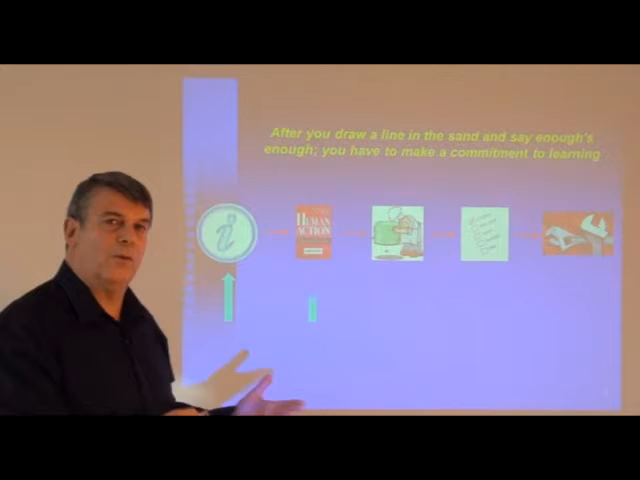 After you draw a line in the sand and say enough's
enough; you have to make a commitment to learning
i
HUMAN
ACTION